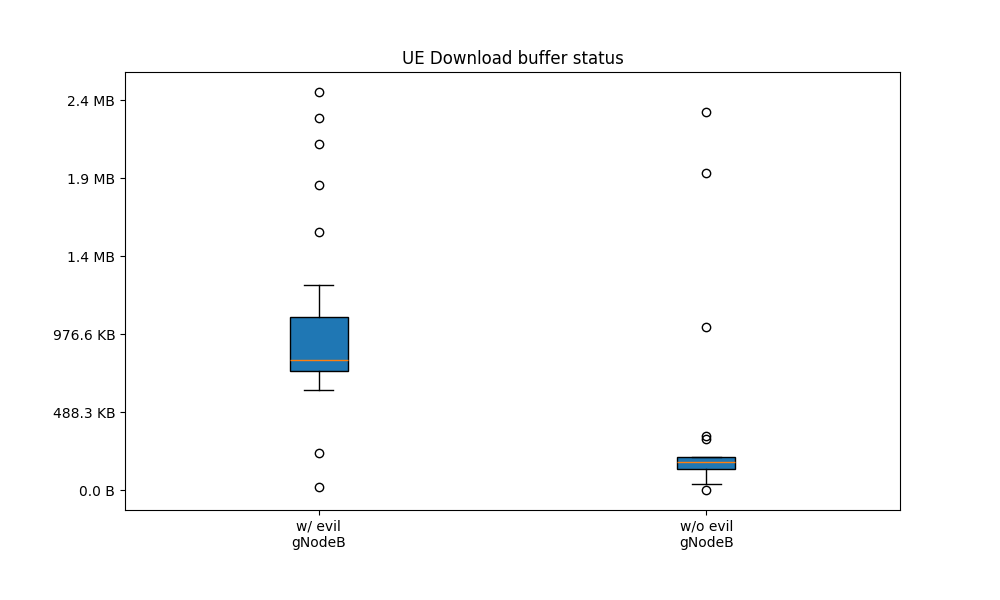 UE Download buffer status
2.4 MB
1.9 MB
1.4 MB
976.6 KB
488.3 KB
0.0 B
w/ evil
gNodeB
w/o evil
gNodeB